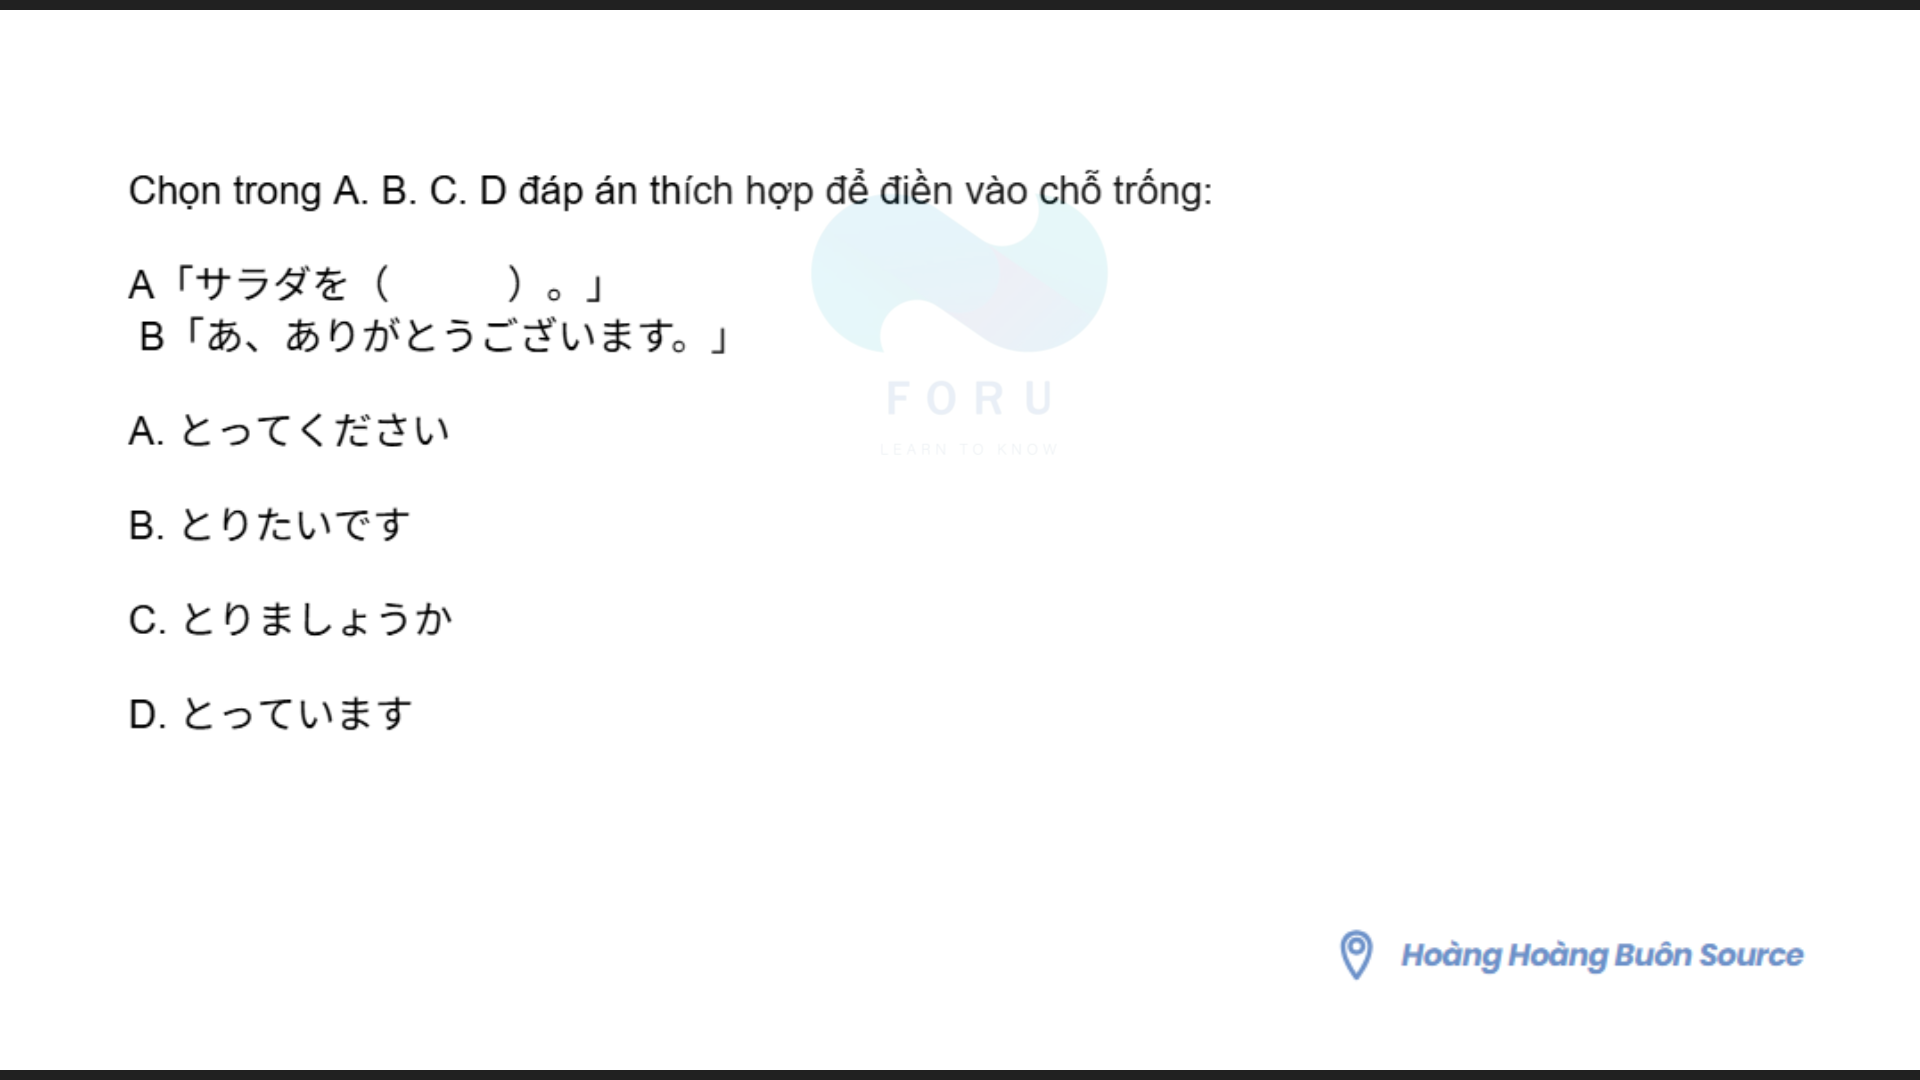 Chọn trong A. B. C. D đáp án thích hợp để điền vào chỗ trống:
A「サラダを（　　　）。」
B「あ、ありがとうございます。」
A. とってください
B. とりたいです
C. とりましょうか
D. とっています
FORU
LEARN TO KNOW
Hoàng Hoàng Buôn Source